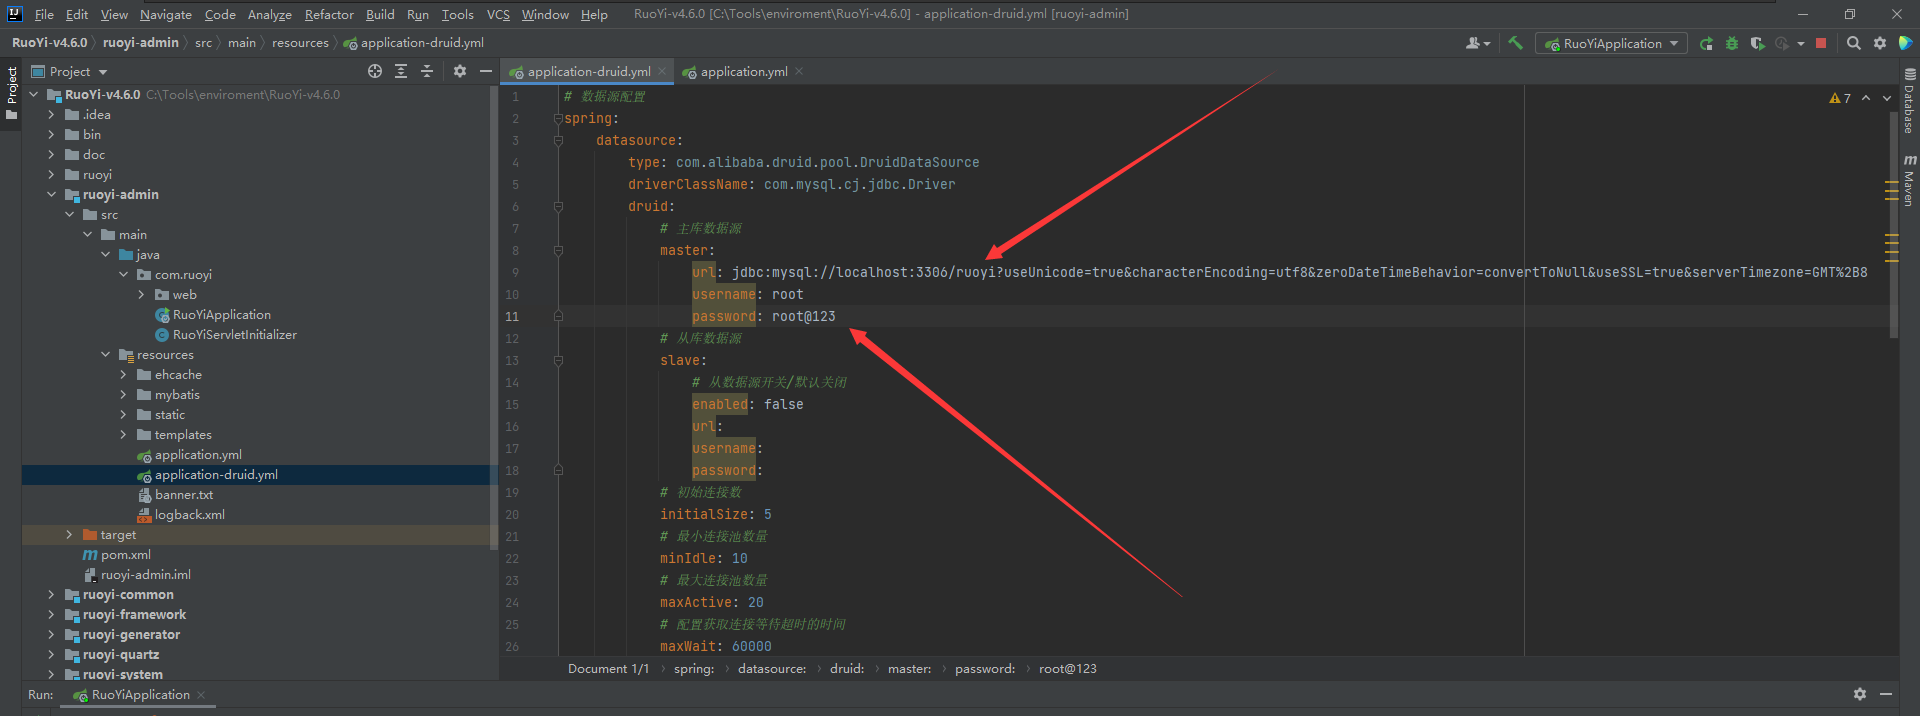 File Edit View Navigate Code Analyze Refactor Build Run Tools VCS Window Help RuoYi-v4.6.0 [C:\Tools\enviroment\RuoYi-v4.6.0] - application-druid.yml [ruoyi-admin]
RuoYi-v4.6.0 ruoyi-admin src main resources application-druid.yml RuoYiApplication
Project
Project
RuoYi-v4.6.0 C:\Tools\enviroment\RuoYi-v4.6.0
.idea
bin
doc
ruoyi
ruoyi-admin
src
main
java
com.ruoyi
web
RuoYiApplication
RuoYiServletInitializer
resources
ehcache
mybatis
static
templates
application.yml
application-druid.yml
banner.txt
logback.xml
target
pom.xml
ruoyi-admin.iml
ruoyi-common
ruoyi-framework
ruoyi-generator
ruoyi-quartz
ruoyi-system
application-druid.yml application.yml
7
1 # 数据源配置
2 spring:
3 datasource:
4 type: com.alibaba.druid.pool.DruidDataSource
5 driverClassName: com.mysql.cj.jdbc.Driver
6 druid:
7 # 主库数据源
8 master:
9 url: jdbc:mysql://localhost:3306/ruoyi?useUnicode=true&characterEncoding=utf8&zeroDateTimeBehavior=convertToNull&useSSL=true&serverTimezone=GMT%2B8
10 username: root
11 password: root@123
12 # 从库数据源
13 slave:
14 # 从数据源开关/默认关闭
15 enabled: false
16 url:
17 username:
18 password:
19 # 初始连接数
20 initialSize: 5
21 # 最小连接池数量
22 minIdle: 10
23 # 最大连接池数量
24 maxActive: 20
25 # 配置获取连接等待超时的时间
26 maxWait: 60000
Document 1/1 spring: datasource: druid: master: password: root@123
Database
Maven
Run: RuoYiApplication